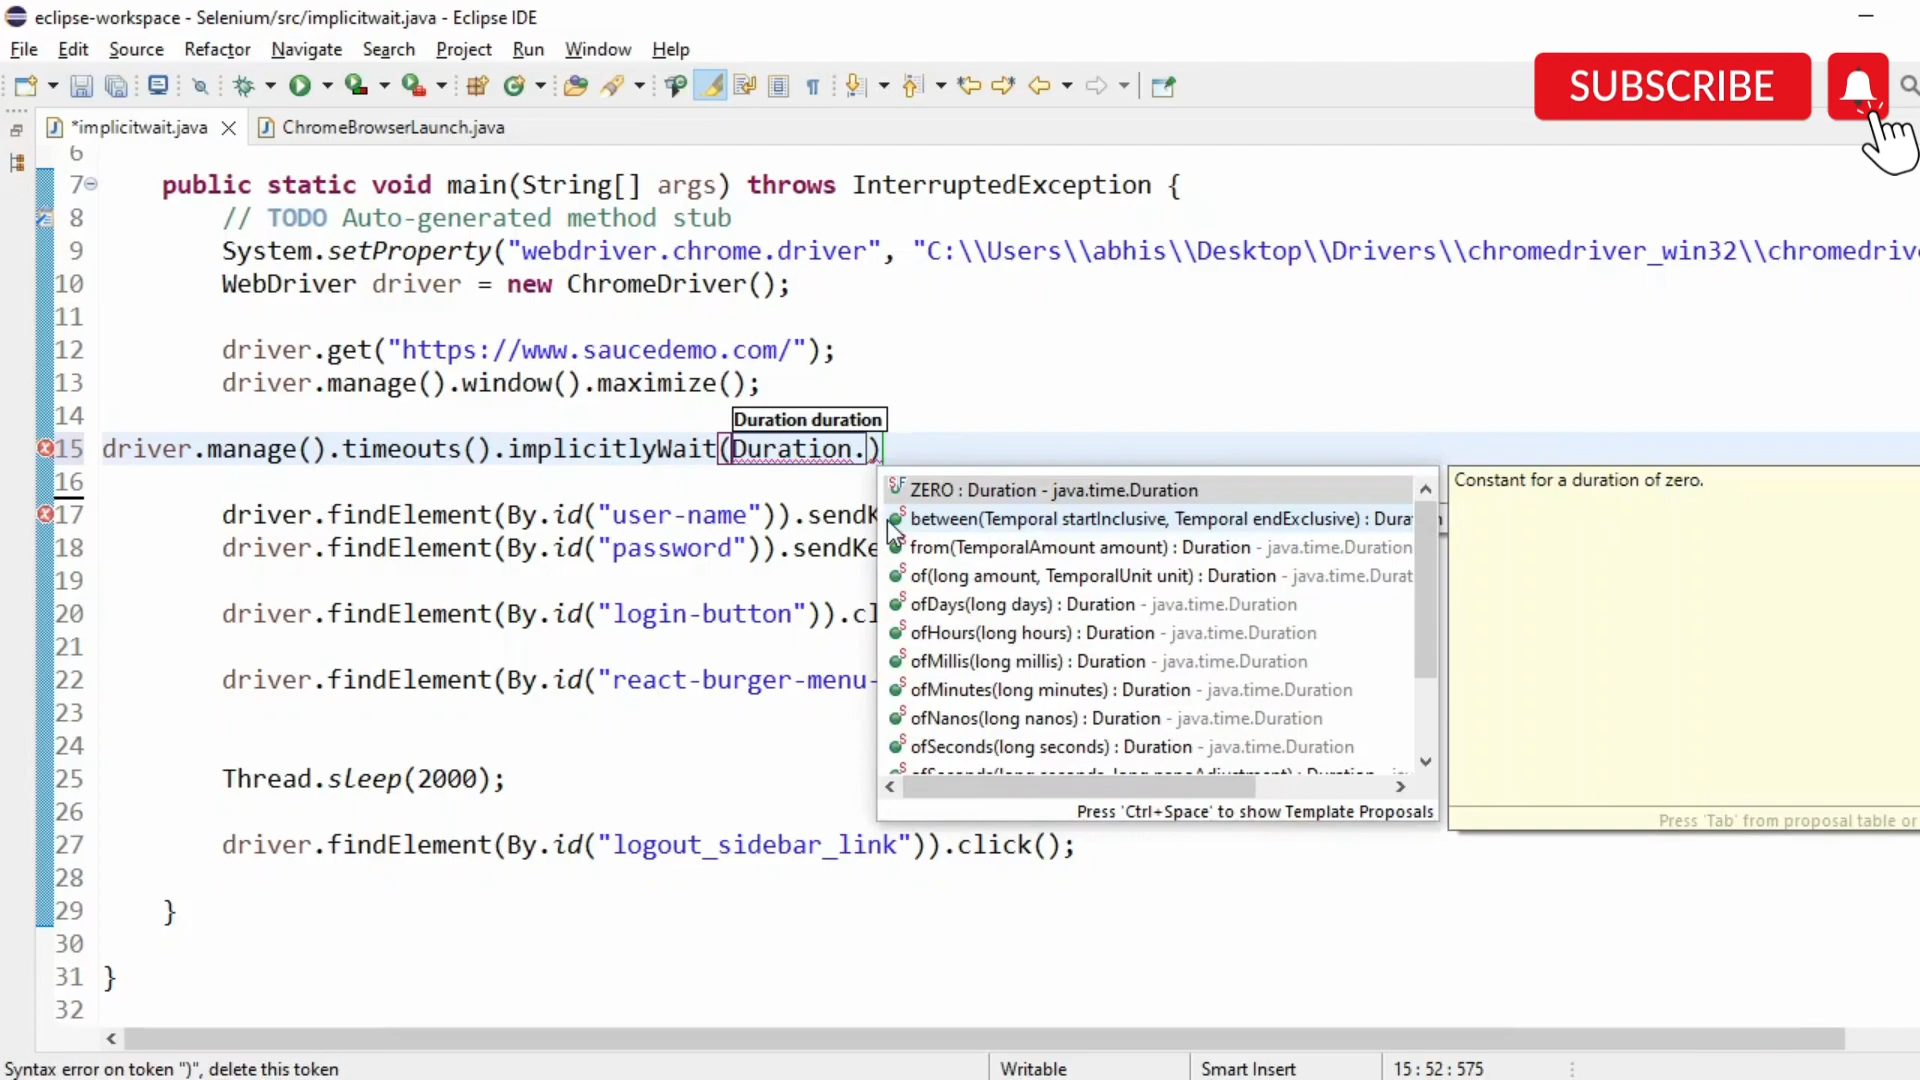 eclipse-workspace - Selenium/src/implicitwait.java - Eclipse IDE
File Edit Source Refactor Navigate Search Project Run Window Help
SUBSCRIBE
*implicitwait.java ChromeBrowserLaunch.java
6
7 public static void main(String[] args) throws InterruptedException {
8 // TODO Auto-generated method stub
9 System.setProperty("webdriver.chrome.driver", "C:\\Users\\abhis\\Desktop\\Drivers\\chromedriver_win32\\chromedrive
10 WebDriver driver = new ChromeDriver();
11
12 driver.get("https://www.saucedemo.com/");
13 driver.manage().window().maximize();
14
Duration duration
15 driver.manage().timeouts().implicitlyWait(Duration.)
16
17 driver.findElement(By.id("user-name")).sendK
18 driver.findElement(By.id("password")).sendKe
19
20 driver.findElement(By.id("login-button")).cl
21
22 driver.findElement(By.id("react-burger-menu-
23
24
25 Thread.sleep(2000);
26
27 driver.findElement(By.id("logout_sidebar_link")).click();
28
29 }
30
31 }
32
ZERO : Duration - java.time.Duration
between(Temporal startInclusive, Temporal endExclusive) : Dura
from(TemporalAmount amount) : Duration - java.time.Duration
of(long amount, TemporalUnit unit) : Duration - java.time.Durat
ofDays(long days) : Duration - java.time.Duration
ofHours(long hours) : Duration - java.time.Duration
ofMillis(long millis) : Duration - java.time.Duration
ofMinutes(long minutes) : Duration - java.time.Duration
ofNanos(long nanos) : Duration - java.time.Duration
ofSeconds(long seconds) : Duration - java.time.Duration
Press 'Ctrl+Space' to show Template Proposals
Constant for a duration of zero.
Press 'Tab' from proposal table or
Syntax error on token ")", delete this token Writable Smart Insert 15 : 52 : 575